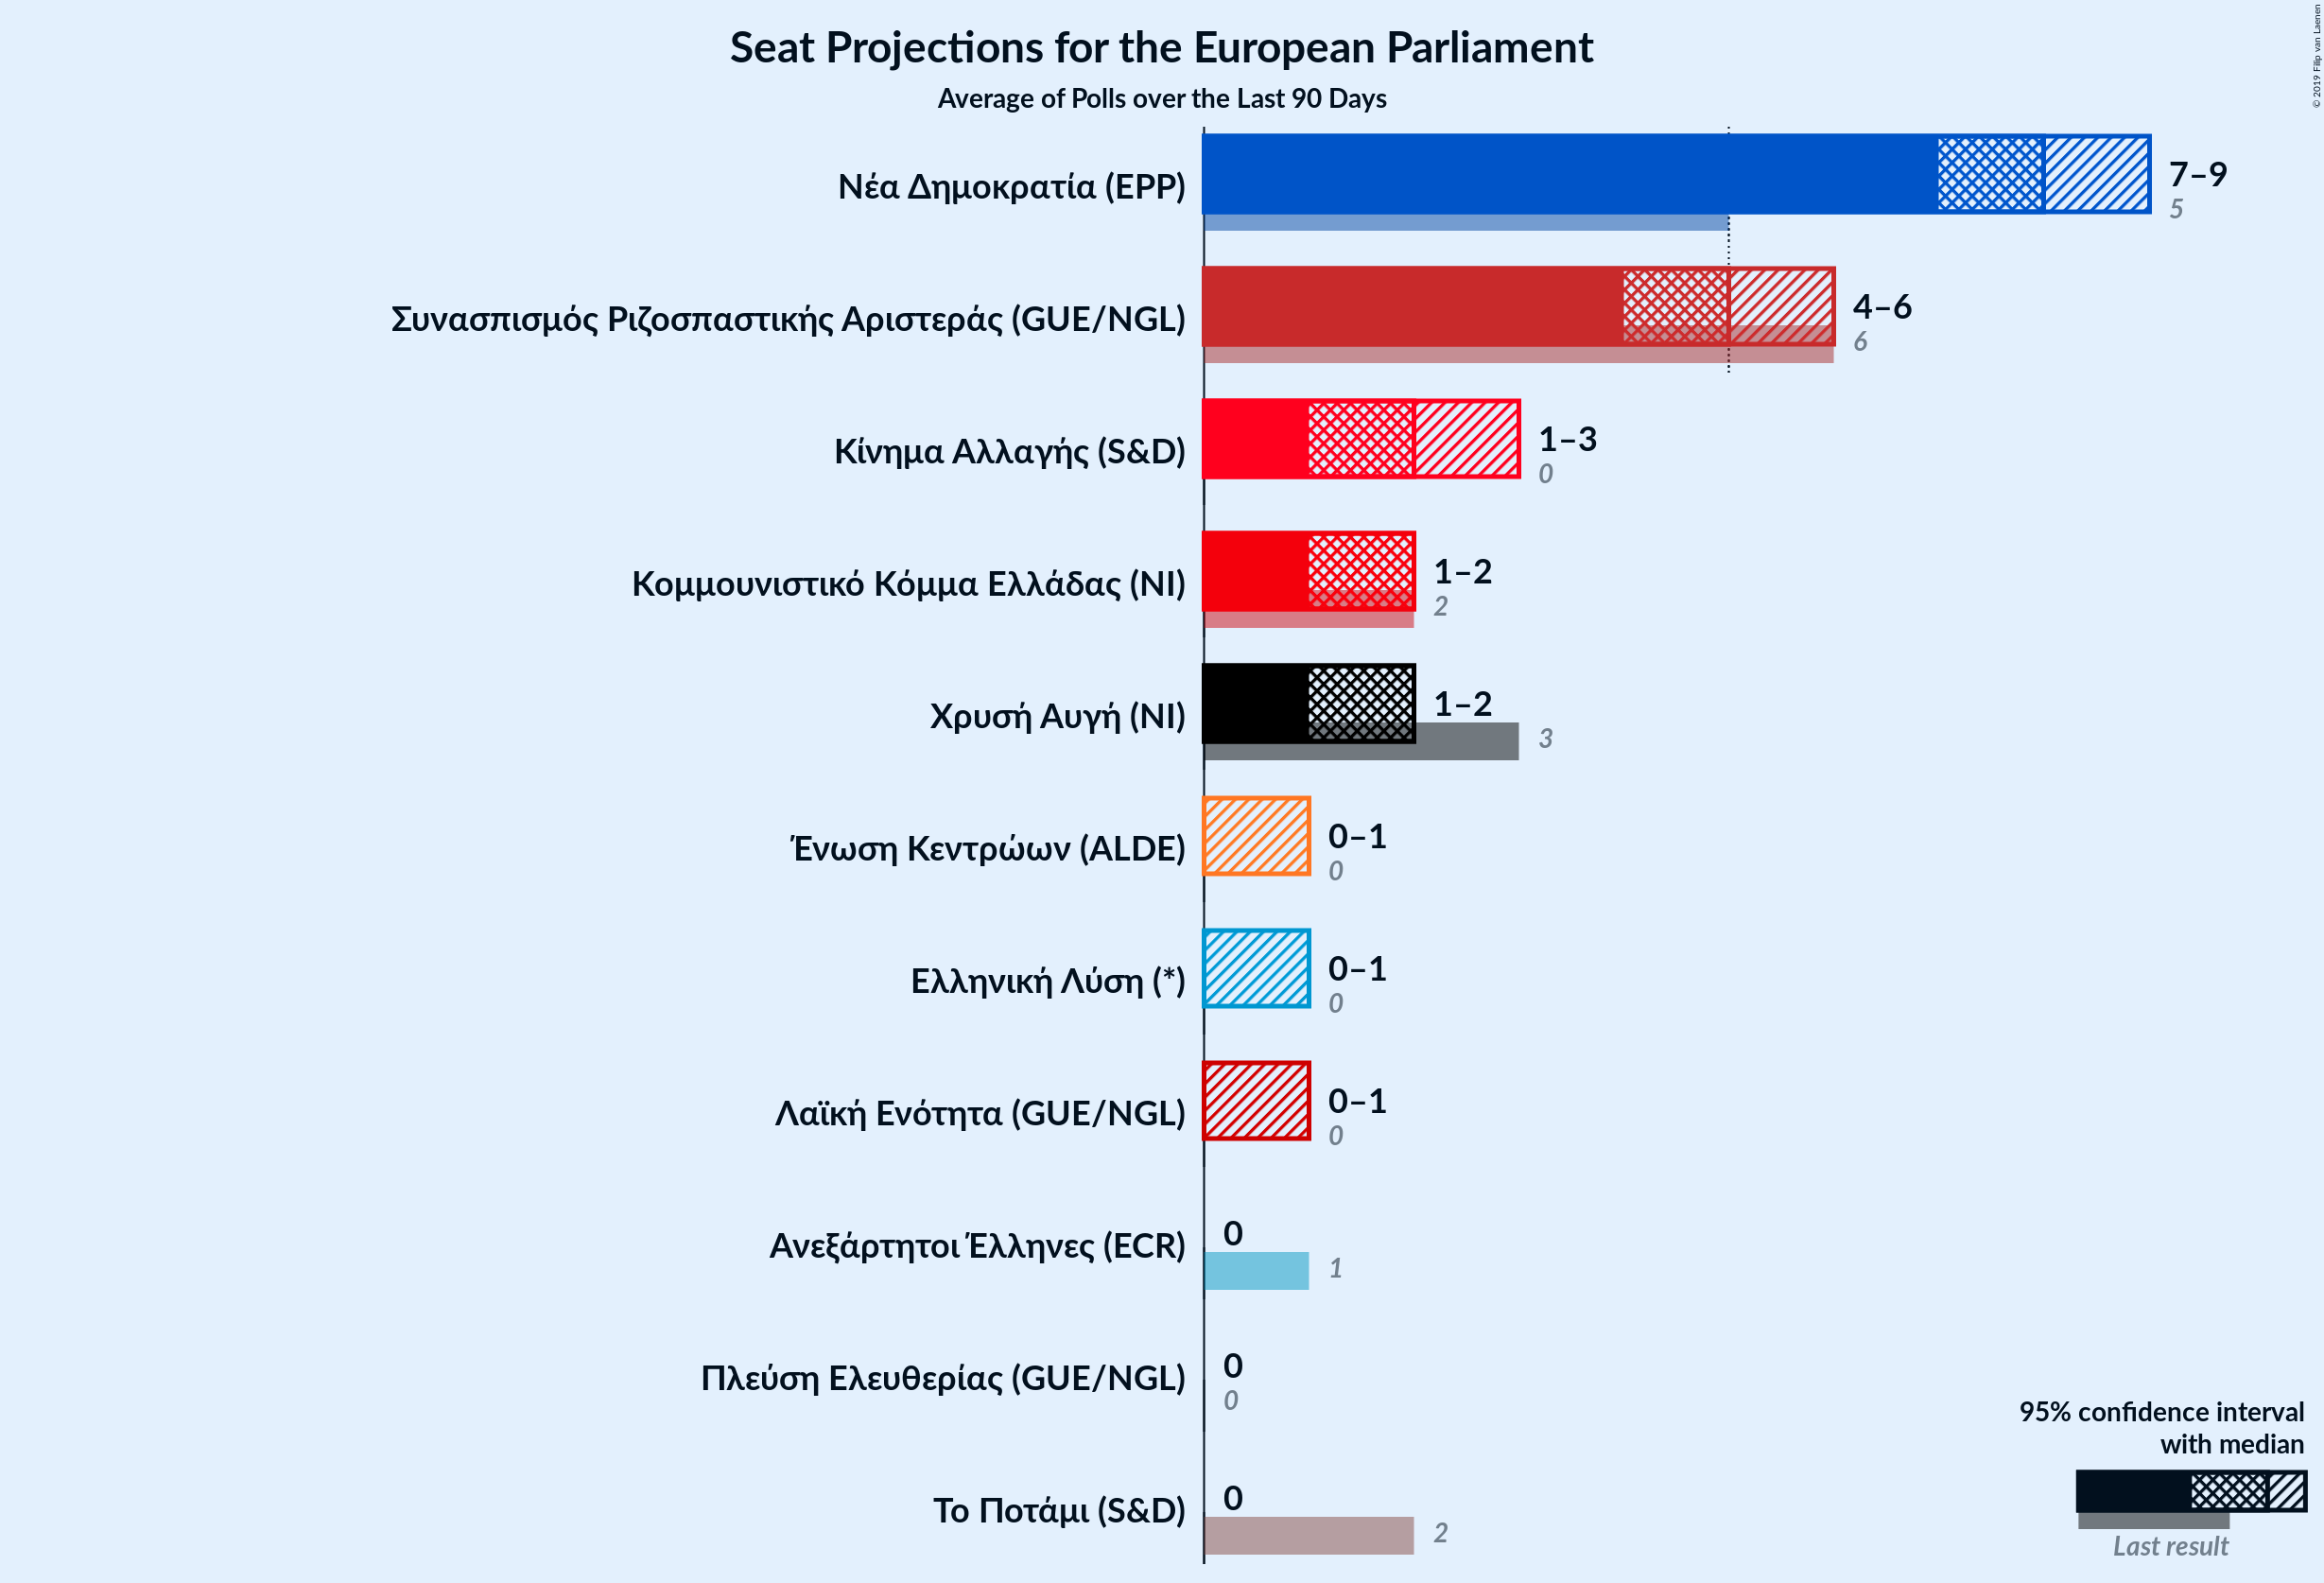 Seat Projections for the European Parliament
Average of Polls over the Last 90 Days
© 2019 Filip van Laenen
Νέα Δημοκρατία (EPP)
7–9
5
Συνασπισμός Ριζοσπαστικής Αριστεράς (GUE/NGL)
4–6
6
Κίνημα Αλλαγής (S&D)
1–3
0
Κομμουνιστικό Κόμμα Ελλάδας (NI)
1–2
2
Χρυσή Αυγή (NI)
1–2
3
Ένωση Κεντρώων (ALDE)
0–1
0
Ελληνική Λύση (*)
0–1
0
Λαϊκή Ενότητα (GUE/NGL)
0–1
0
Ανεξάρτητοι Έλληνες (ECR)
0
1
Πλεύση Ελευθερίας (GUE/NGL)
0
0
Το Ποτάμι (S&D)
0
2
95% confidence interval
with median
Last result